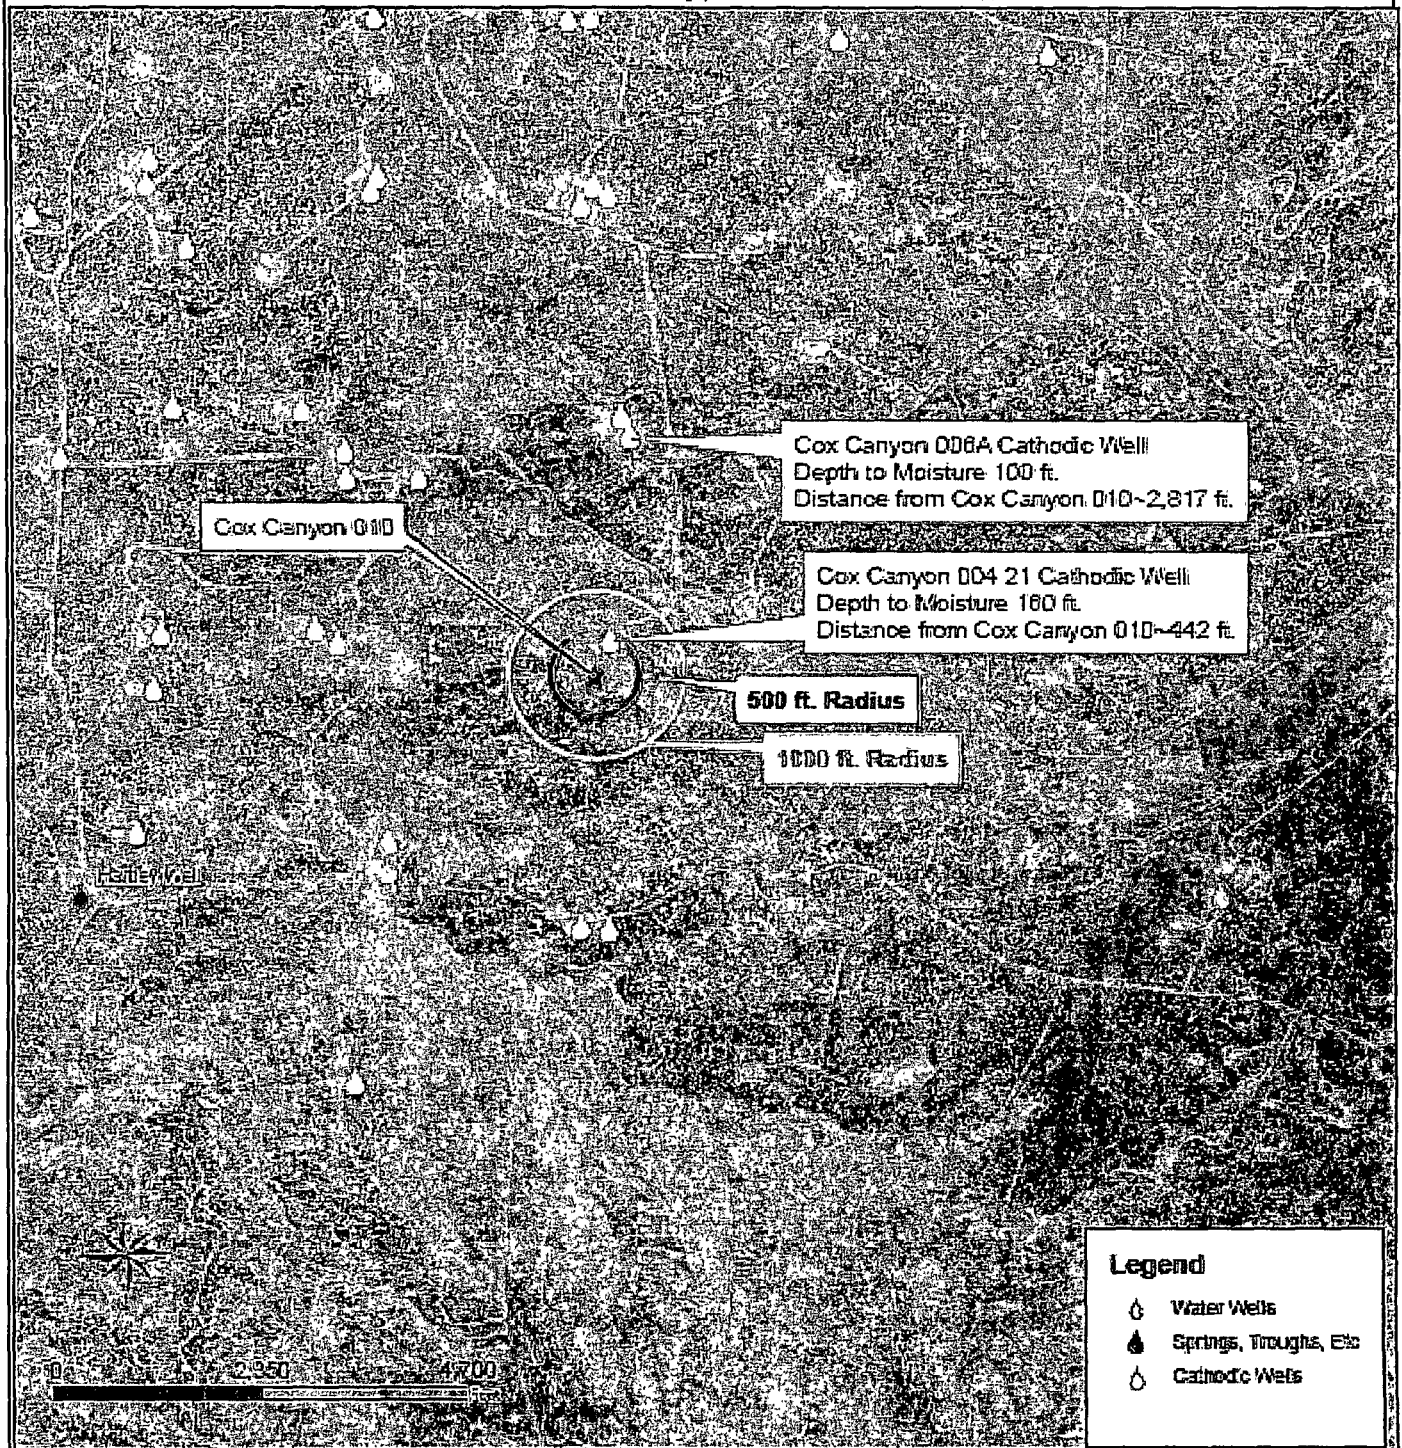 Cox Canyon 006A Cathodic Well
Depth to Moisture 100 ft.
Distance from Cox Canyon 010~2,817 ft.
Cox Canyon 010
Cox Canyon 004 21 Cathodic Well
Depth to Moisture 160 ft.
Distance from Cox Canyon 010~442 ft.
500 ft. Radius
1000 ft. Radius
Well
Legend
Water Wells
Springs, Troughs, Etc
Cathodic Wells
0 2,350 4,700